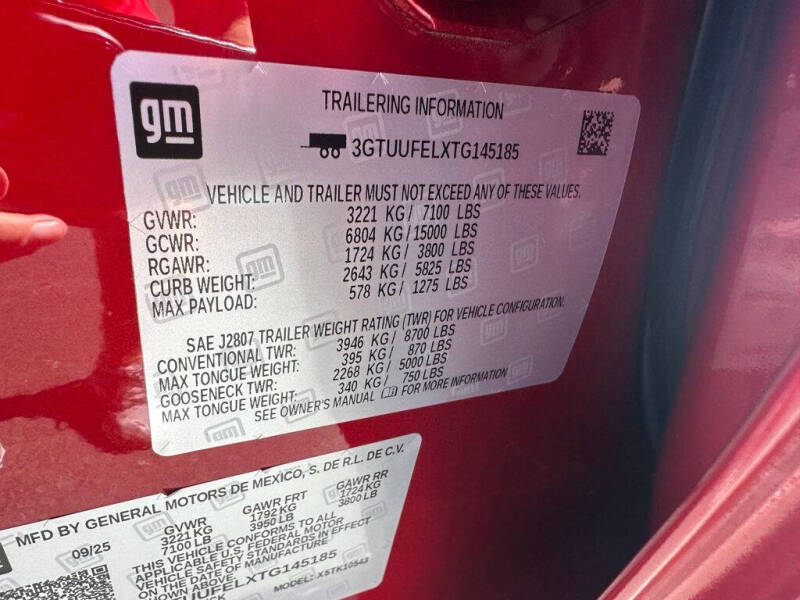 gm
TRAILERING INFORMATION
3GTUUFELXTG145185
VEHICLE AND TRAILER MUST NOT EXCEED ANY OF THESE VALUES.
GVWR: 3221 KG/ 7100 LBS
GCWR: 6804 KG/15000 LBS
RGAWR: 1724 KG/ 3800 LBS
CURB WEIGHT: 2643 KG/ 5825 LBS
MAX PAYLOAD: 578 KG/ 1275 LBS
SAE J2807 TRAILER WEIGHT RATING (TWR) FOR VEHICLE CONFIGURATION.
CONVENTIONAL TWR: 3946 KG/ 8700 LBS
MAX TONGUE WEIGHT: 395 KG/ 870 LBS
GOOSENECK TWR: 2268 KG/ 5000 LBS
MAX TONGUE WEIGHT: 340 KG/ 750 LBS
SEE OWNER'S MANUAL FOR MORE INFORMATION
MFD BY GENERAL MOTORS DE MEXICO, S. DE R.L. DE C.V.
09/25 GVWR GAWR FRT GAWR RR
3221 KG 1792 KG 1724 KG
7100 LB 3950 LB 3800 LB
THIS VEHICLE CONFORMS TO ALL
APPLICABLE U.S. FEDERAL MOTOR
VEHICLE SAFETY STANDARDS IN EFFECT
ON THE DATE OF MANUFACTURE
SHOWN ABOVE.
TUUFELXTG145185 MODEL: X5TK10543